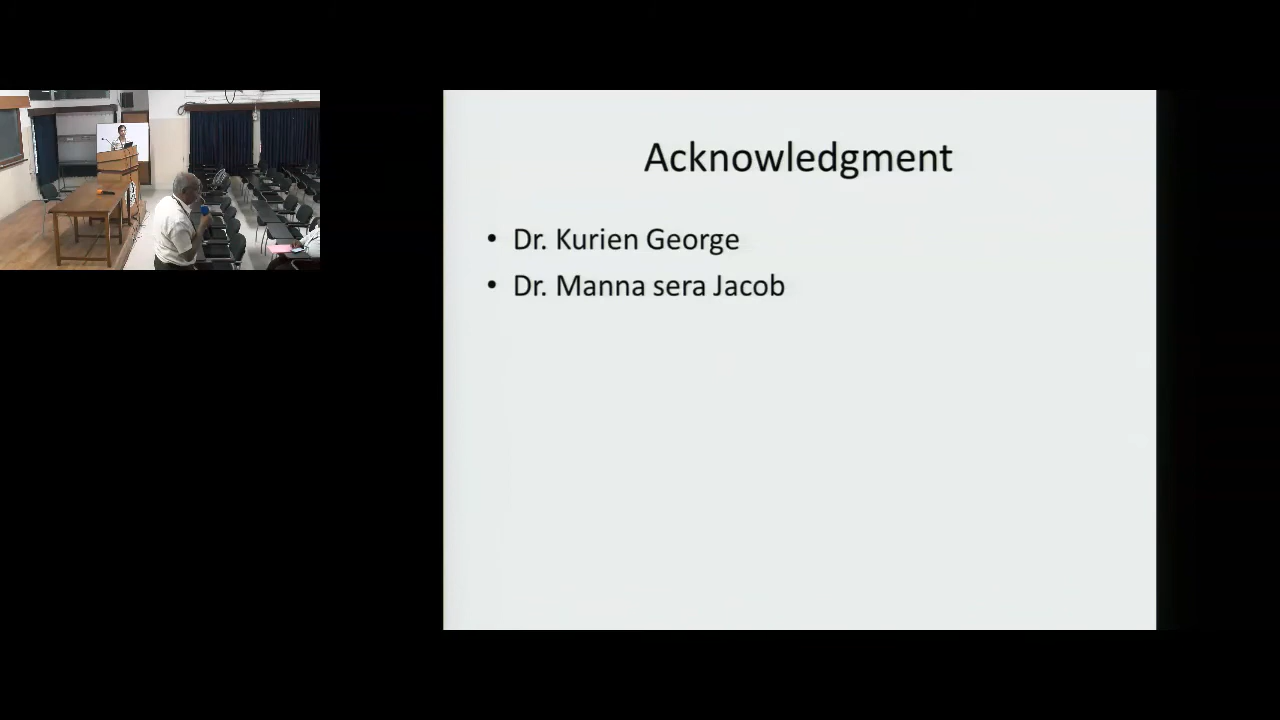 Acknowledgment
• Dr. Kurien George
• Dr. Manna sera Jacob